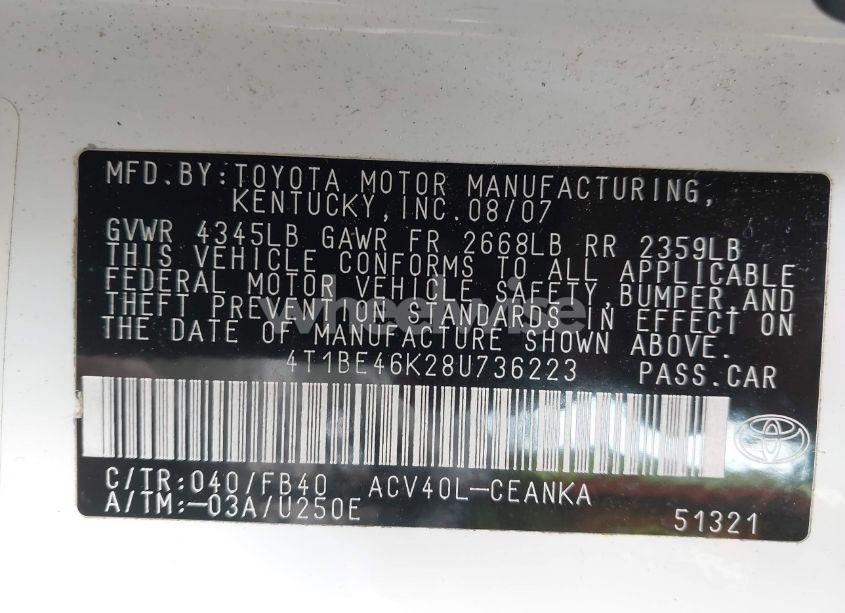 MFD.BY:TOYOTA MOTOR MANUFACTURING,
KENTUCKY,INC.08/07
GVWR 4345LB GAWR FR 2668LB RR 2359LB
THIS VEHICLE CONFORMS TO ALL APPLICABLE
FEDERAL MOTOR VEHICLE SAFETY,BUMPER,AND
THEFT PREVENTION STANDARDS IN EFFECT ON
THE DATE OF MANUFACTURE SHOWN ABOVE.
wheelwise
4T1BE46K28U736223 PASS.CAR
C/TR:040/FB40 ACV40L-CEANKA
A/TM:-03A/U250E 51321